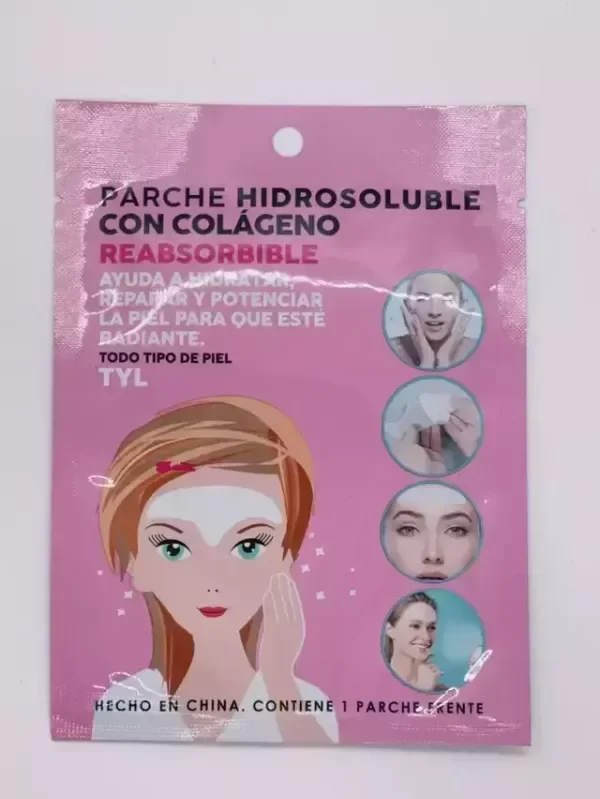 PARCHE HIDROSOLUBLE
CON COLÁGENO
REABSORBIBLE
AYUDA A HIDRATAR,
REPARAR Y POTENCIAR
LA PIEL PARA QUE ESTÉ
RADIANTE.
TODO TIPO DE PIEL
TYL
HECHO EN CHINA. CONTIENE 1 PARCHE FRENTE